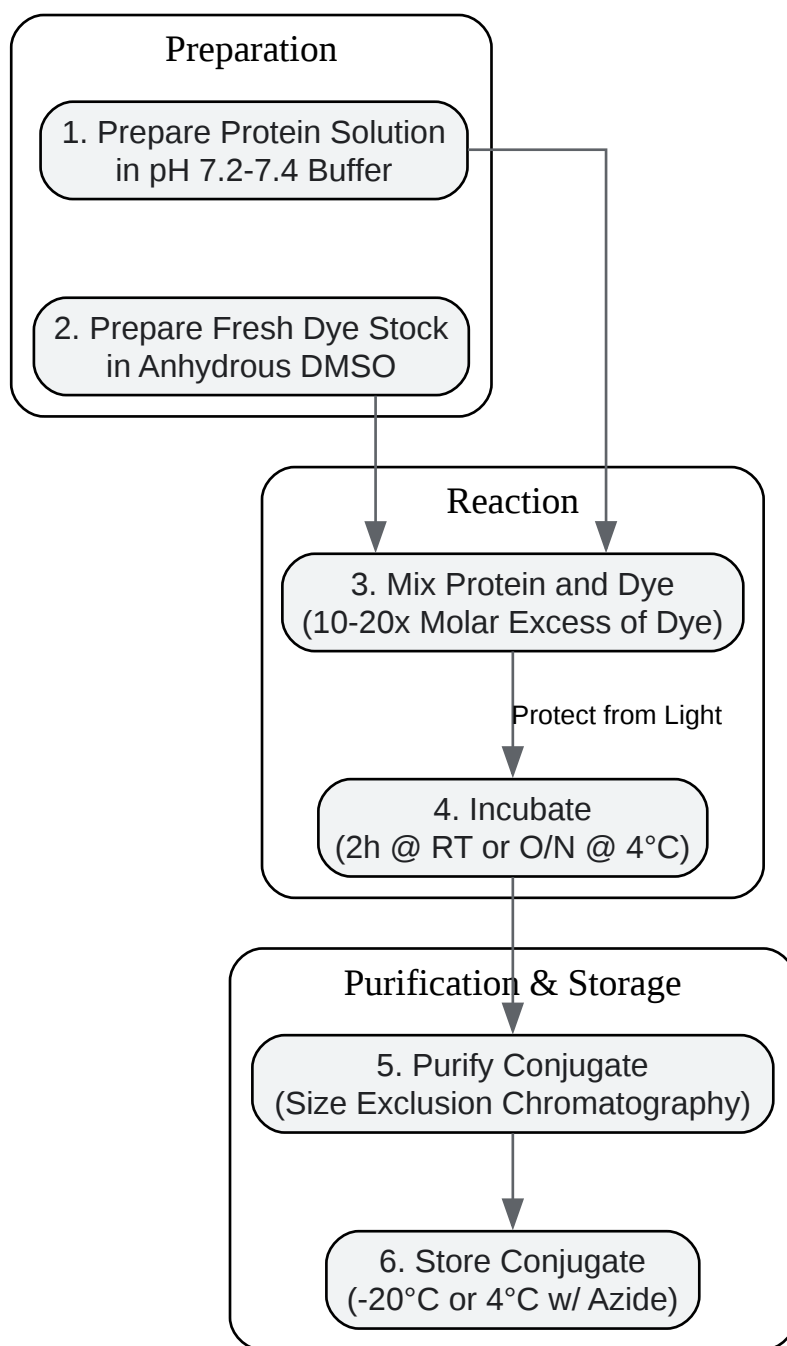 Preparation
1. Prepare Protein Solution
in pH 7.2-7.4 Buffer
2. Prepare Fresh Dye Stock
in Anhydrous DMSO
Reaction
3. Mix Protein and Dye
(10-20x Molar Excess of Dye)
Protect from Light
4. Incubate
(2h @ RT or O/N @ 4°C)
Purification & Storage
5. Purify Conjugate
(Size Exclusion Chromatography)
6. Store Conjugate
(-20°C or 4°C w/ Azide)